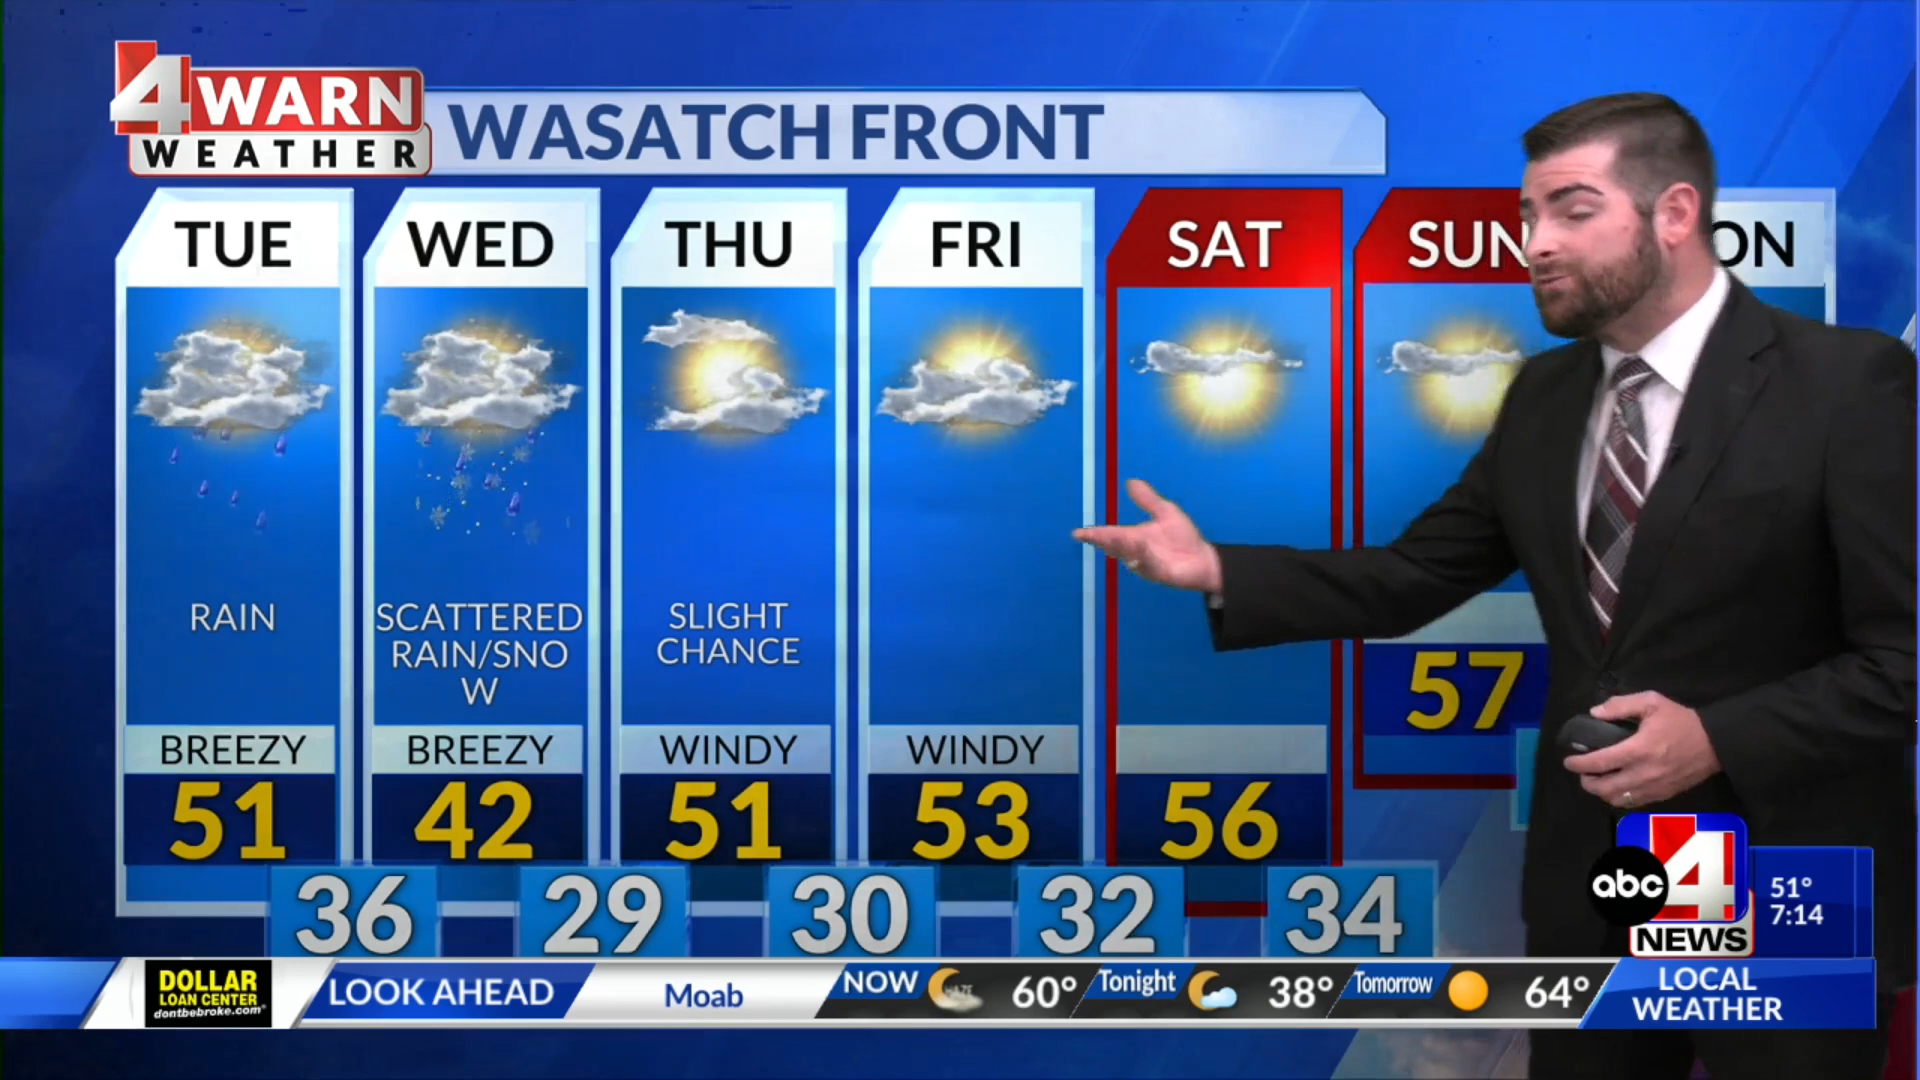 4 WARN
WEATHER
WASATCH FRONT
TUE
WED
THU
FRI
SAT
SUN
ON
RAIN
SCATTERED
RAIN/SNO
W
SLIGHT
CHANCE
BREEZY
BREEZY
WINDY
WINDY
51
42
51
53
56
57
36
29
30
32
34
abc 4
NEWS
51°
7:14
DOLLAR
LOAN CENTER
dontbebroke.com
LOOK AHEAD
Moab
NOW
HAZE
60°
Tonight
38°
Tomorrow
64°
LOCAL
WEATHER